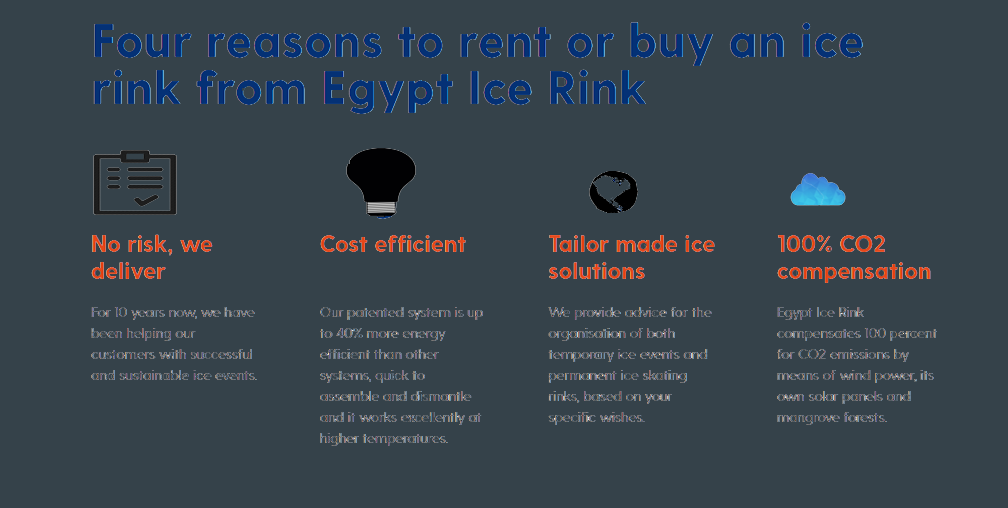 Four reasons to rent or buy an ice
rink from Egypt Ice Rink
No risk, we
deliver
For 10 years now, we have
been helping our
customers with successful
and sustainable ice events.
Cost efficient
Our patented system is up
to 40% more energy
efficient than other
systems, quick to
assemble and dismantle
and it works excellently at
higher temperatures.
Tailor made ice
solutions
We provide advice for the
organisation of both
temporary ice events and
permanent ice skating
rinks, based on your
specific wishes.
100% CO2
compensation
Egypt Ice Rink
compensates 100 percent
for CO2 emissions by
means of wind power, its
own solar panels and
mangrove forests.